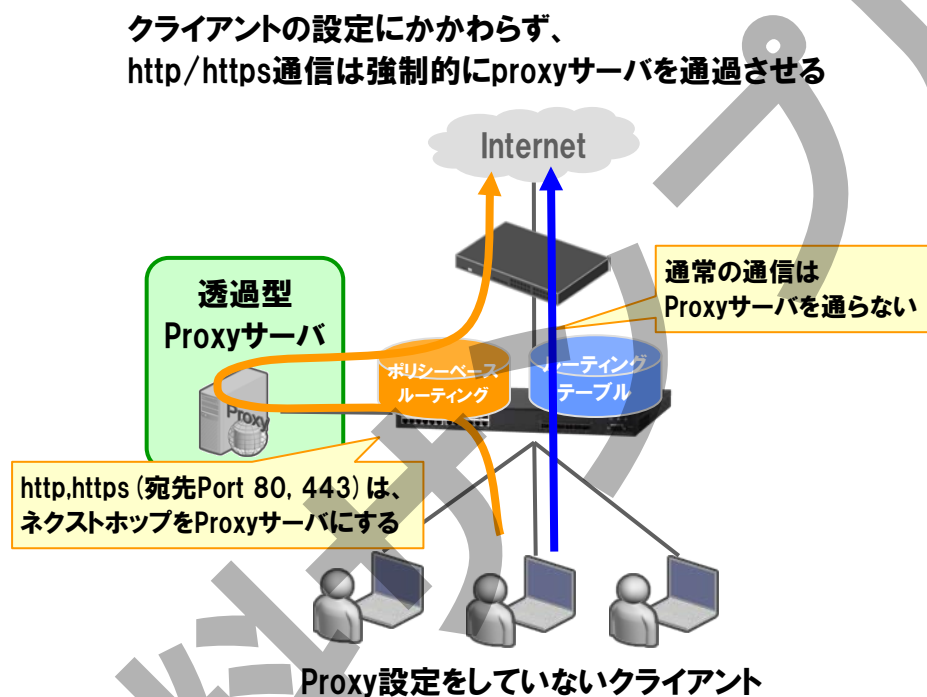 クライアントの設定にかかわらず、
http/https通信は強制的にproxyサーバを通過させる
Internet
通常の通信は
Proxyサーバを通らない
透過型
Proxyサーバ
ポリシーベース
ルーティング
ルーティング
テーブル
Proxy
http,https (宛先Port 80, 443) は、
ネクストホップをProxyサーバにする
Proxy設定をしていないクライアント